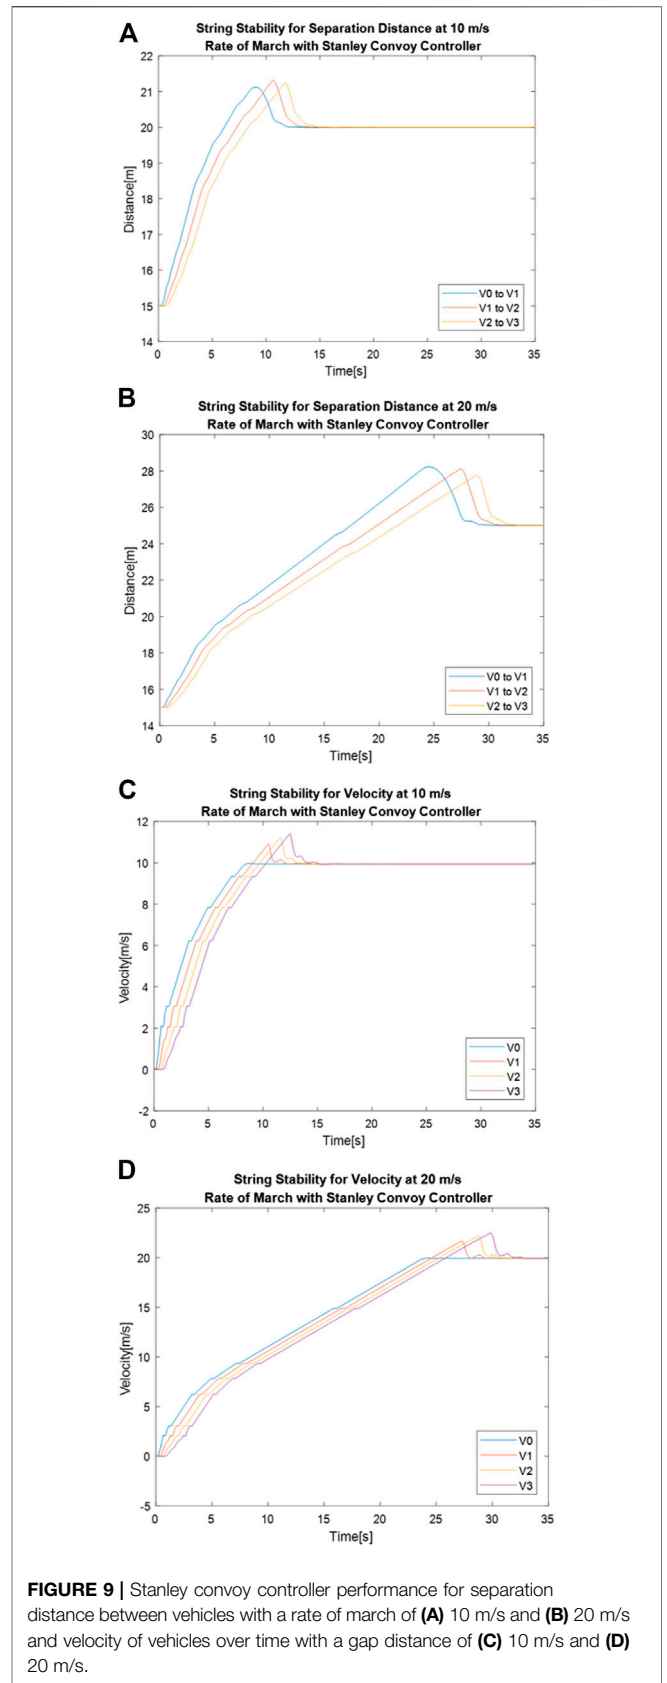 A
String Stability for Separation Distance at 10 m/s
Rate of March with Stanley Convoy Controller
22
21
20
19
18
17
16
15
14
Distance[m]
V0 to V1
V1 to V2
V2 to V3
0 5 10 15 20 25 30 35
Time[s]
B
String Stability for Separation Distance at 20 m/s
Rate of March with Stanley Convoy Controller
30
28
26
24
22
20
18
16
14
Distance[m]
V0 to V1
V1 to V2
V2 to V3
0 5 10 15 20 25 30 35
Time[s]
C
String Stability for Velocity at 10 m/s
Rate of March with Stanley Convoy Controller
12
10
8
6
4
2
0
-2
Velocity[m/s]
V0
V1
V2
V3
0 5 10 15 20 25 30 35
Time[s]
D
String Stability for Velocity at 20 m/s
Rate of March with Stanley Convoy Controller
25
20
15
10
5
0
-5
Velocity[m/s]
V0
V1
V2
V3
0 5 10 15 20 25 30 35
Time[s]
FIGURE 9 | Stanley convoy controller performance for separation
distance between vehicles with a rate of march of (A) 10 m/s and (B) 20 m/s
and velocity of vehicles over time with a gap distance of (C) 10 m/s and (D)
20 m/s.